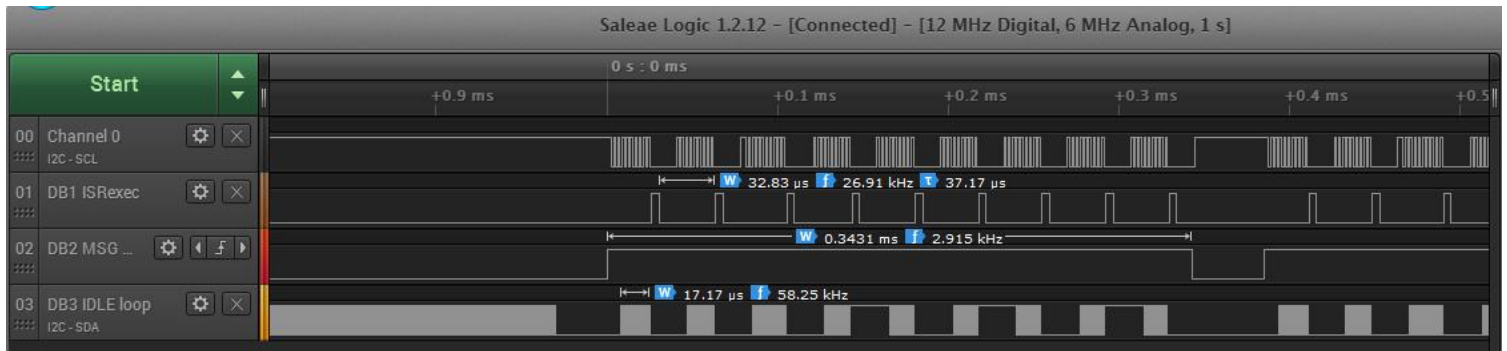 Saleae Logic 1.2.12 - [Connected] - [12 MHz Digital, 6 MHz Analog, 1 s]
Start
0 s : 0 ms
+0.9 ms +0.1 ms +0.2 ms +0.3 ms +0.4 ms +0.5
00 Channel 0
I2C - SCL
01 DB1 ISRexec
W 32.83 µs f 26.91 kHz τ 37.17 µs
02 DB2 MSG ...
W 0.3431 ms f 2.915 kHz
03 DB3 IDLE loop
I2C - SDA
W 17.17 µs f 58.25 kHz